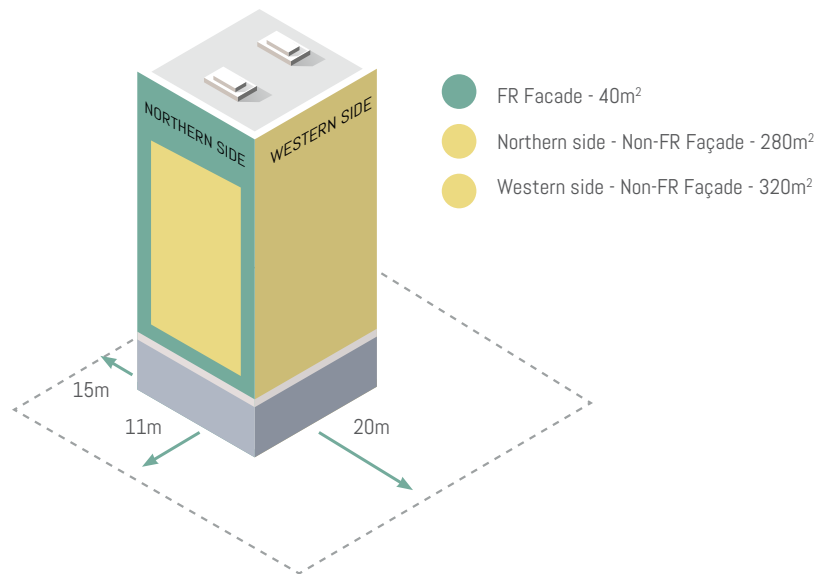 NORTHERN SIDE
WESTERN SIDE
FR Facade - 40m²
Northern side - Non-FR Façade - 280m²
Western side - Non-FR Façade - 320m²
15m
11m
20m